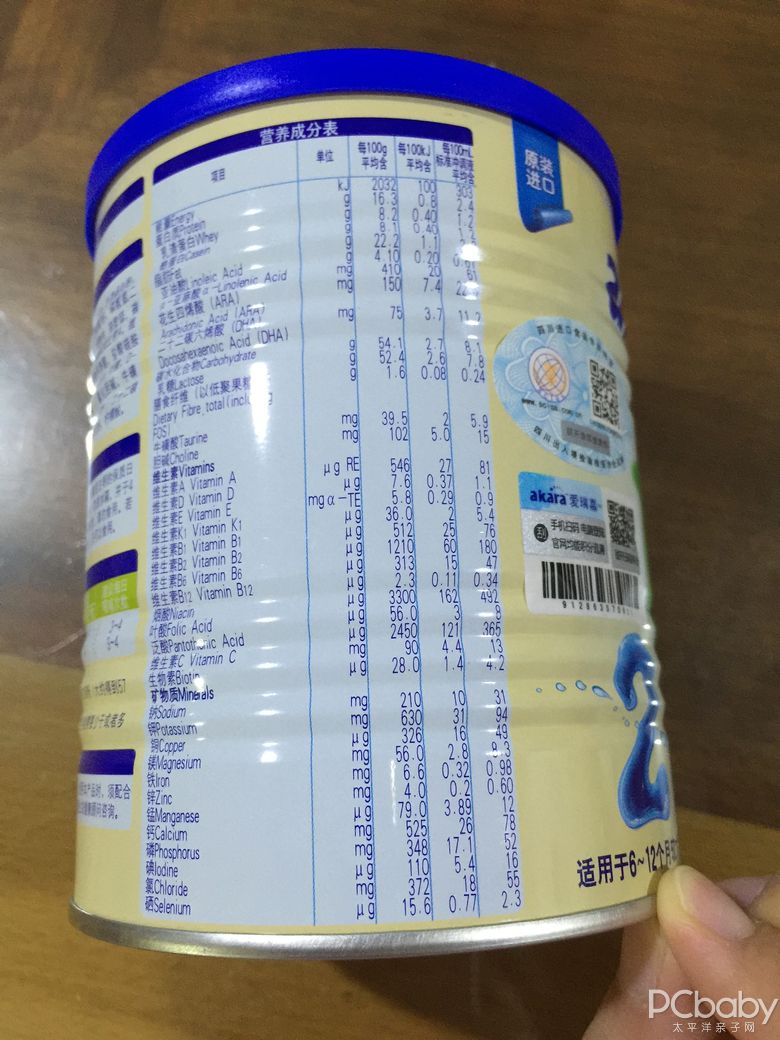 营养成分表
项目 单位 每100g平均含 每100kJ平均含 每100mL标准冲调液平均含
能量Energy kJ 2032 100 303
蛋白质Protein g 16.3 0.8 2.4
乳清蛋白Whey g 8.2 0.40 1.2
酪蛋白Casein g 8.1 0.40
脂肪Fat g 22.2 1.1
亚油酸Linoleic Acid g 4.10 0.20
α-亚麻酸α-Linolenic Acid mg 410 20 61
花生四烯酸 (ARA)
Arachidonic Acid (ARA) mg 150 7.4
二十二碳六烯酸 (DHA)
Docosahexaenoic Acid (DHA) mg 75 3.7 11.2
碳水化合物Carbohydrate g 54.1 2.7 8.1
乳糖Lactose g 52.4 2.6 7.8
膳食纤维 (以低聚果糖
Dietary Fibre, total (including
FOS) g 1.6 0.08 0.24
牛磺酸Taurine mg 39.5 2 5.9
胆碱Choline mg 102 5.0 15
维生素Vitamins
维生素A Vitamin A μg RE 546 27 81
维生素D Vitamin D μg 7.6 0.37 1.1
维生素E Vitamin E mg α-TE 5.8 0.29 0.9
维生素K1 Vitamin K1 μg 36.0 2 5.4
维生素B1 Vitamin B1 μg 512 25 76
维生素B2 Vitamin B2 μg 1210 60 180
维生素B6 Vitamin B6 μg 313 15 47
维生素B12 Vitamin B12 μg 2.3 0.11 0.34
烟酸Niacin μg 3300 162 492
叶酸Folic Acid μg 56.0 3 8
泛酸Pantothenic Acid μg 2450 121 365
维生素C Vitamin C mg 90 4.4 13
生物素Biotin μg 28.0 1.4 4.2
矿物质Minerals
钠Sodium mg 210 10 31
钾Potassium mg 630 31 94
铜Copper μg 326 16 49
镁Magnesium mg 56.0 2.8 8.3
铁Iron mg 6.6 0.32 0.98
锌Zinc mg 4.0 0.2 0.60
锰Manganese μg 79.0 3.89 12
钙Calcium mg 525 26 78
磷Phosphorus mg 348 17.1 52
碘Iodine μg 110 5.4 16
氯Chloride mg 372 18 55
硒Selenium μg 15.6 0.77 2.3
原装
进口
akara 爱瑞嘉
刮
2
适用于6~12个月
PCbaby
太平洋亲子网